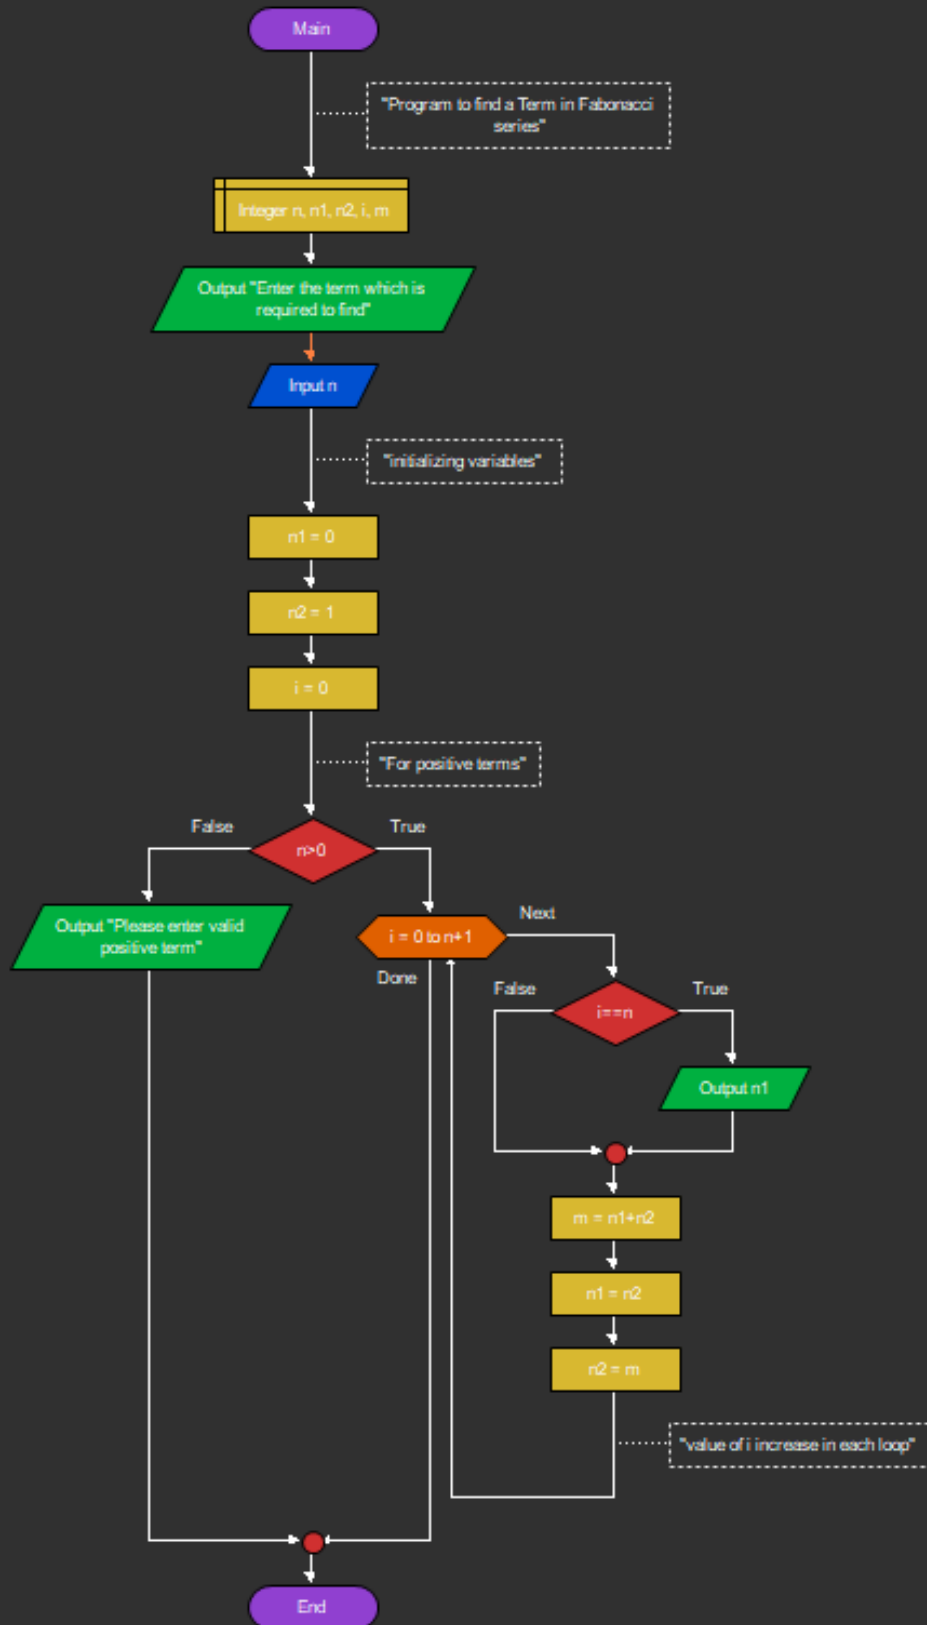 Main
"Program to find a Term in Fabonacci
series"
Integer n, n1, n2, i, m
Output "Enter the term which is
required to find"
Input n
"initializing variables"
n1 = 0
n2 = 1
i = 0
"For positive terms"
False
True
n>0
Output "Please enter valid
positive term"
i = 0 to n+1
Next
Done
False
True
i==n
Output n1
m = n1+n2
n1 = n2
n2 = m
"value of i increase in each loop"
End